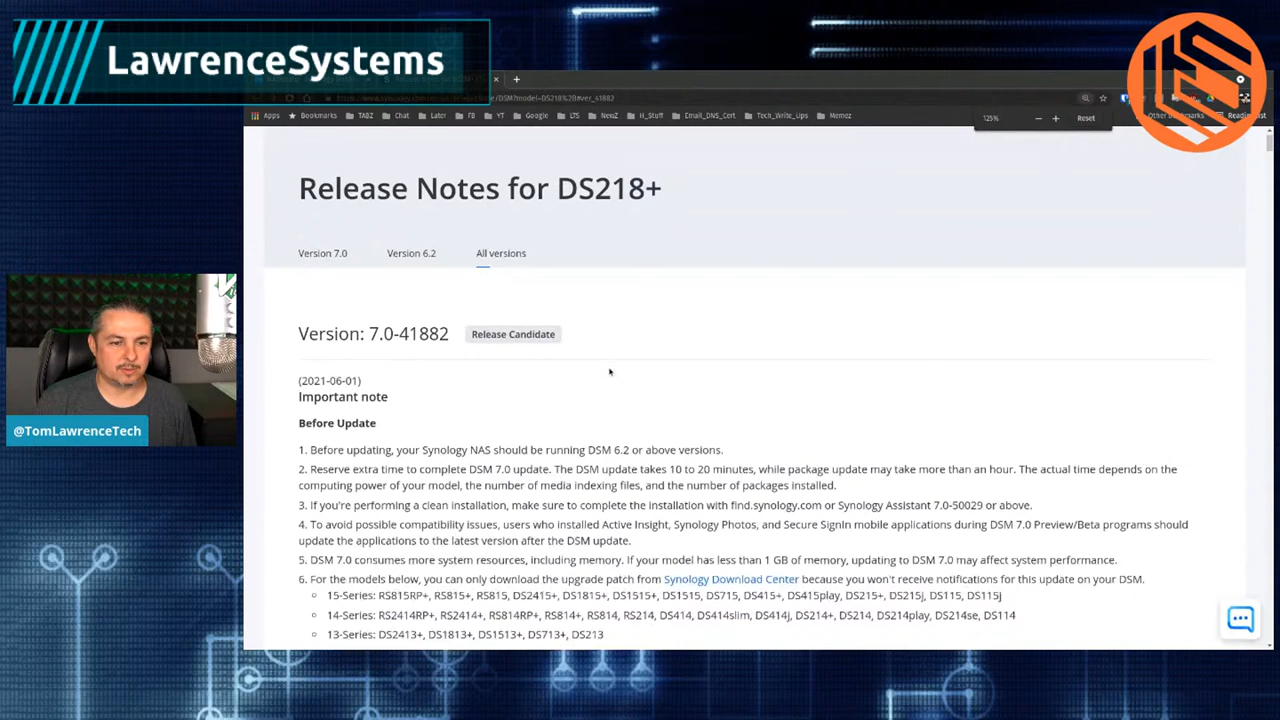 LawrenceSystems
DSM?model=DS218%2B#ver_41882
Apps Bookmarks TABZ Chat Later FB YT Google LTS NewZ H_Stuff Email_DNS_Cert Tech_Write_Ups Memez Other Bookmarks Reading list
125% − + Reset
Release Notes for DS218+
Version 7.0 Version 6.2 All versions
Version: 7.0-41882 Release Candidate
(2021-06-01)
Important note
Before Update
1. Before updating, your Synology NAS should be running DSM 6.2 or above versions.
2. Reserve extra time to complete DSM 7.0 update. The DSM update takes 10 to 20 minutes, while package update may take more than an hour. The actual time depends on the
computing power of your model, the number of media indexing files, and the number of packages installed.
3. If you're performing a clean installation, make sure to complete the installation with find.synology.com or Synology Assistant 7.0-50029 or above.
4. To avoid possible compatibility issues, users who installed Active Insight, Synology Photos, and Secure SignIn mobile applications during DSM 7.0 Preview/Beta programs should
update the applications to the latest version after the DSM update.
5. DSM 7.0 consumes more system resources, including memory. If your model has less than 1 GB of memory, updating to DSM 7.0 may affect system performance.
6. For the models below, you can only download the upgrade patch from Synology Download Center because you won't receive notifications for this update on your DSM.
15-Series: RS815RP+, RS815+, RS815, DS2415+, DS1815+, DS1515+, DS1515, DS715, DS415+, DS415play, DS215+, DS215j, DS115, DS115j
14-Series: RS2414RP+, RS2414+, RS814RP+, RS814+, RS814, RS214, DS414, DS414slim, DS414j, DS214+, DS214, DS214play, DS214se, DS114
13-Series: DS2413+, DS1813+, DS1513+, DS713+, DS213
@TomLawrenceTech